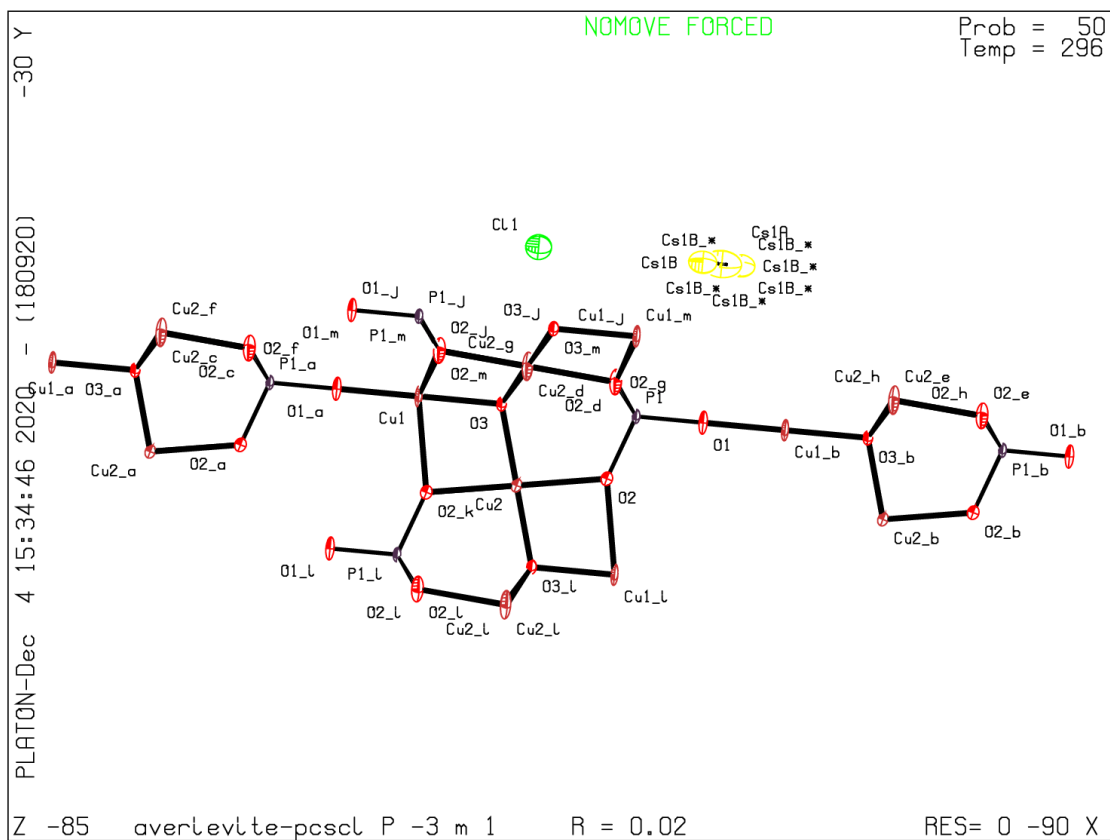 NOMOVE FORCED
Prob = 50
Temp = 296
PLATON-Dec 4 15:34:46 2020 - (180920) -30 Y
Cl1
Cs1A
Cs1B_*
Cs1B_*
Cs1B
Cs1B_*
Cs1B_*
Cs1B_*
Cs1B_*
O1_j
P1_j
O3_j
Cu1_j
Cu1_m
Cu2_f
O1_m
P1_m
O2_j
Cu2_g
O3_m
Cu2_c
O2_f
O2_c
P1_a
O2_m
Cu2_d
O2_g
O2_d
P1
Cu2_h
Cu2_e
O2_h
O2_e
Cu1_a
O3_a
O1_a
Cu1
O3
O1
Cu1_b
O3_b
P1_b
O1_b
Cu2_a
O2_a
O2_k
Cu2
O2
Cu2_b
O2_b
O1_l
P1_l
O3_l
Cu1_l
O2_l
O2_l
Cu2_l
Cu2_l
Z -85 averievite-pcscl P -3 m 1 R = 0.02 RES= 0 -90 X